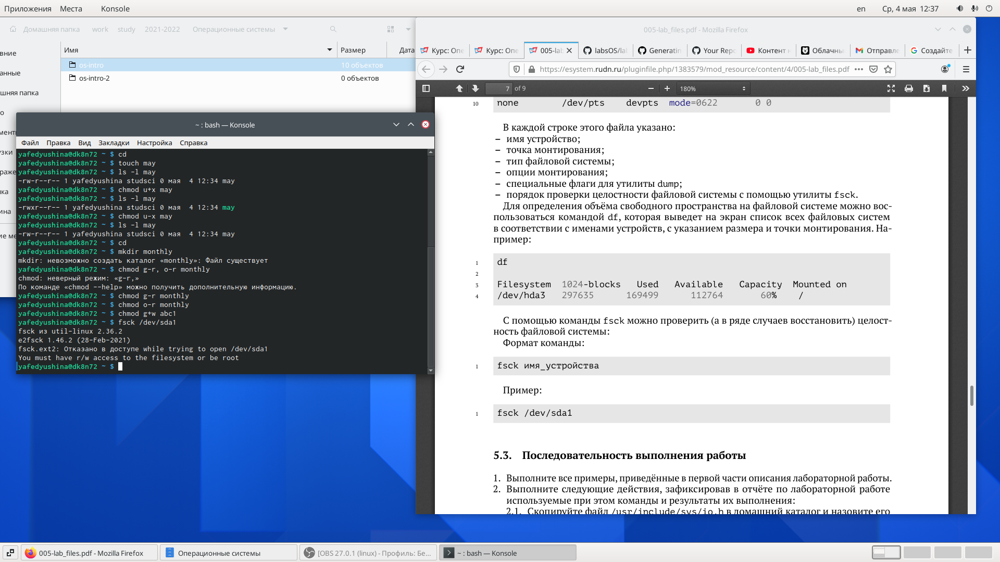 Приложения Места Konsole en Ср, 4 мая 12:37
Домашняя папка work study 2021-2022 Операционные системы
Имя Размер Дата
os-intro 10 объектов
os-intro-2 0 объектов
вние
анные
шняя папка
о
мент
узки
раже
ка
ина
ие ме
~ : bash — Konsole
Файл Правка Вид Закладки Настройка Справка
yafedyushina@dk8n72 ~ $ cd
yafedyushina@dk8n72 ~ $ touch may
yafedyushina@dk8n72 ~ $ ls -l may
-rw-r--r-- 1 yafedyushina studsci 0 мая  4 12:34 may
yafedyushina@dk8n72 ~ $ chmod u+x may
yafedyushina@dk8n72 ~ $ ls -l may
-rwxr--r-- 1 yafedyushina studsci 0 мая  4 12:34 may
yafedyushina@dk8n72 ~ $ chmod u-x may
yafedyushina@dk8n72 ~ $ ls -l may
-rw-r--r-- 1 yafedyushina studsci 0 мая  4 12:34 may
yafedyushina@dk8n72 ~ $ cd
yafedyushina@dk8n72 ~ $ mkdir monthly
mkdir: невозможно создать каталог «monthly»: Файл существует
yafedyushina@dk8n72 ~ $ chmod g-r, o-r monthly
chmod: неверный режим: «g-r,»
По команде «chmod --help» можно получить дополнительную информацию.
yafedyushina@dk8n72 ~ $ chmod g-r monthly
yafedyushina@dk8n72 ~ $ chmod o-r monthly
yafedyushina@dk8n72 ~ $ chmod g+w abc1
yafedyushina@dk8n72 ~ $ fsck /dev/sda1
fsck из util-linux 2.36.2
e2fsck 1.46.2 (28-Feb-2021)
fsck.ext2: Отказано в доступе while trying to open /dev/sda1
You must have r/w access to the filesystem or be root
yafedyushina@dk8n72 ~ $
005-lab_files.pdf - Mozilla Firefox
Курс: Опе Курс: Опе 005-lab labsOS/la Generatin Your Repo Контент н Облачны Отправле Создайте
https://esystem.rudn.ru/pluginfile.php/1383579/mod_resource/content/4/005-lab_files.pdf
7 of 9 180%
10 none /dev/pts devpts mode=0622 0 0
В каждой строке этого файла указано:
– имя устройство;
– точка монтирования;
– тип файловой системы;
– опции монтирования;
– специальные флаги для утилиты dump;
– порядок проверки целостности файловой системы с помощью утилиты fsck.
Для определения объёма свободного пространства на файловой системе можно вос-
пользоваться командой df, которая выведет на экран список всех файловых систем
в соответствии с именами устройств, с указанием размера и точки монтирования. На-
пример:
1 df
2
3 Filesystem 1024-blocks Used Available Capacity Mounted on
4 /dev/hda3 297635 169499 112764 60% /
С помощью команды fsck можно проверить (а в ряде случаев восстановить) целост-
ность файловой системы:
Формат команды:
1 fsck имя_устройства
Пример:
1 fsck /dev/sda1
5.3. Последовательность выполнения работы
1. Выполните все примеры, приведённые в первой части описания лабораторной работы.
2. Выполните следующие действия, зафиксировав в отчёте по лабораторной работе
используемые при этом команды и результаты их выполнения:
2.1. Скопируйте файл /usr/include/sys/io.h в домашний каталог и назовите его
005-lab_files.pdf - Mozilla Firefox Операционные системы [OBS 27.0.1 (linux) - Профиль: Бе... ~ : bash — Konsole